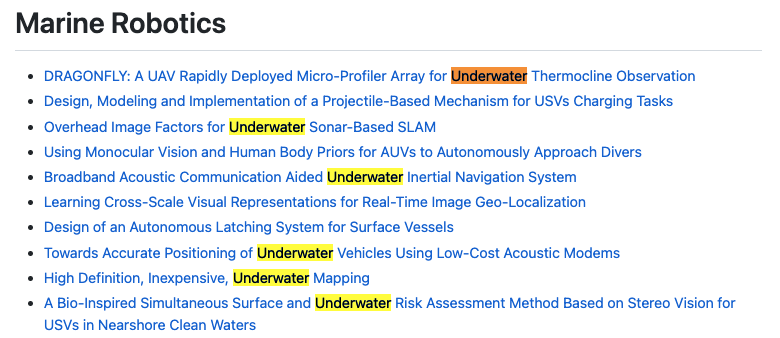 Marine Robotics
DRAGONFLY: A UAV Rapidly Deployed Micro-Profiler Array for Underwater Thermocline Observation
Design, Modeling and Implementation of a Projectile-Based Mechanism for USVs Charging Tasks
Overhead Image Factors for Underwater Sonar-Based SLAM
Using Monocular Vision and Human Body Priors for AUVs to Autonomously Approach Divers
Broadband Acoustic Communication Aided Underwater Inertial Navigation System
Learning Cross-Scale Visual Representations for Real-Time Image Geo-Localization
Design of an Autonomous Latching System for Surface Vessels
Towards Accurate Positioning of Underwater Vehicles Using Low-Cost Acoustic Modems
High Definition, Inexpensive, Underwater Mapping
A Bio-Inspired Simultaneous Surface and Underwater Risk Assessment Method Based on Stereo Vision for
USVs in Nearshore Clean Waters